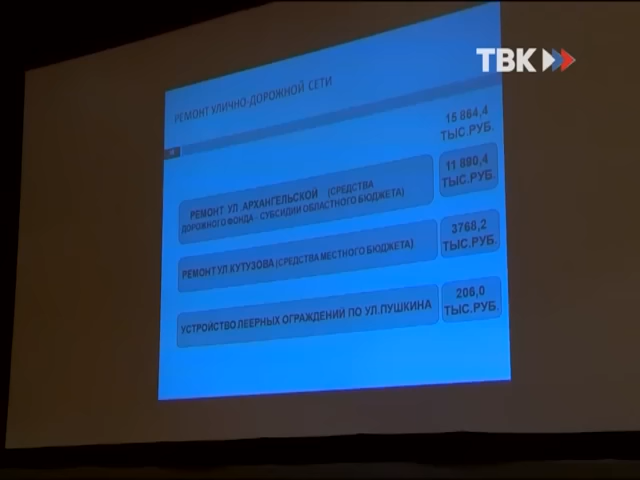 ТВК
РЕМОНТ УЛИЧНО-ДОРОЖНОЙ СЕТИ
15 864,4
ТЫС.РУБ.
РЕМОНТ УЛ. АРХАНГЕЛЬСКОЙ (СРЕДСТВА
ДОРОЖНОГО ФОНДА - СУБСИДИИ ОБЛАСТНОГО БЮДЖЕТА)
11 890,4
ТЫС.РУБ.
РЕМОНТ УЛ.КУТУЗОВА (СРЕДСТВА МЕСТНОГО БЮДЖЕТА)
3768,2
ТЫС.РУБ.
УСТРОЙСТВО ЛЕЕРНЫХ ОГРАЖДЕНИЙ ПО УЛ.ПУШКИНА
206,0
ТЫС.РУБ.